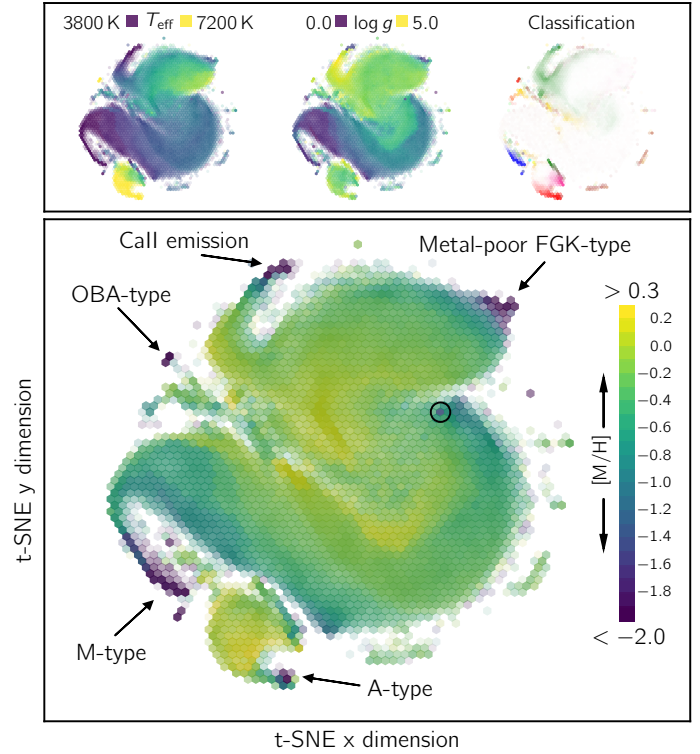 3800 K T_eff 7200 K
0.0 log g 5.0
Classification
CaII emission
Metal-poor FGK-type
OBA-type
> 0.3
0.2
0.0
−0.2
−0.4
−0.6
−0.8
−1.0
−1.2
−1.4
−1.6
−1.8
< −2.0
[M/H]
M-type
A-type
t-SNE y dimension
t-SNE x dimension